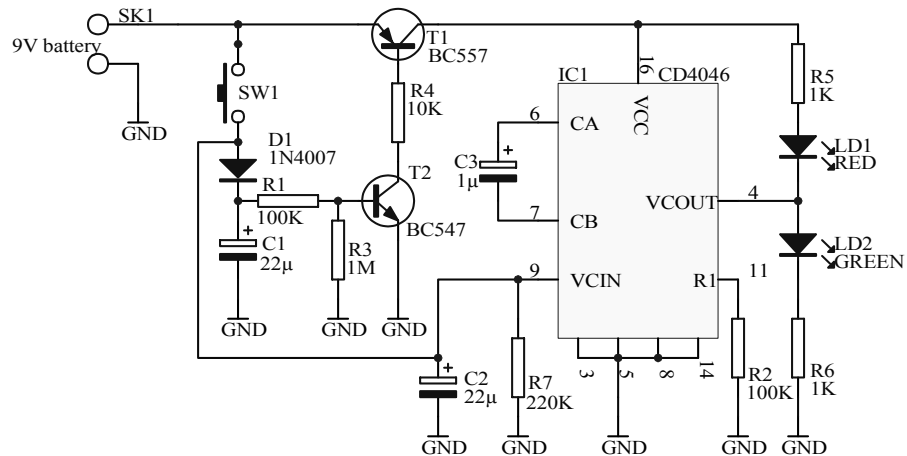 SK1
9V battery
GND
SW1
D1
1N4007
R1
100K
C1
+
22µ
GND
R3
1M
GND
T1
BC557
R4
10K
T2
BC547
GND
IC1
CD4046
16
VCC
6
CA
C3
+
1µ
7
CB
VCOUT
4
9
VCIN
R1
11
3
5
8
14
GND
C2
+
22µ
GND
R7
220K
GND
R2
100K
GND
R5
1K
LD1
RED
LD2
GREEN
R6
1K
GND